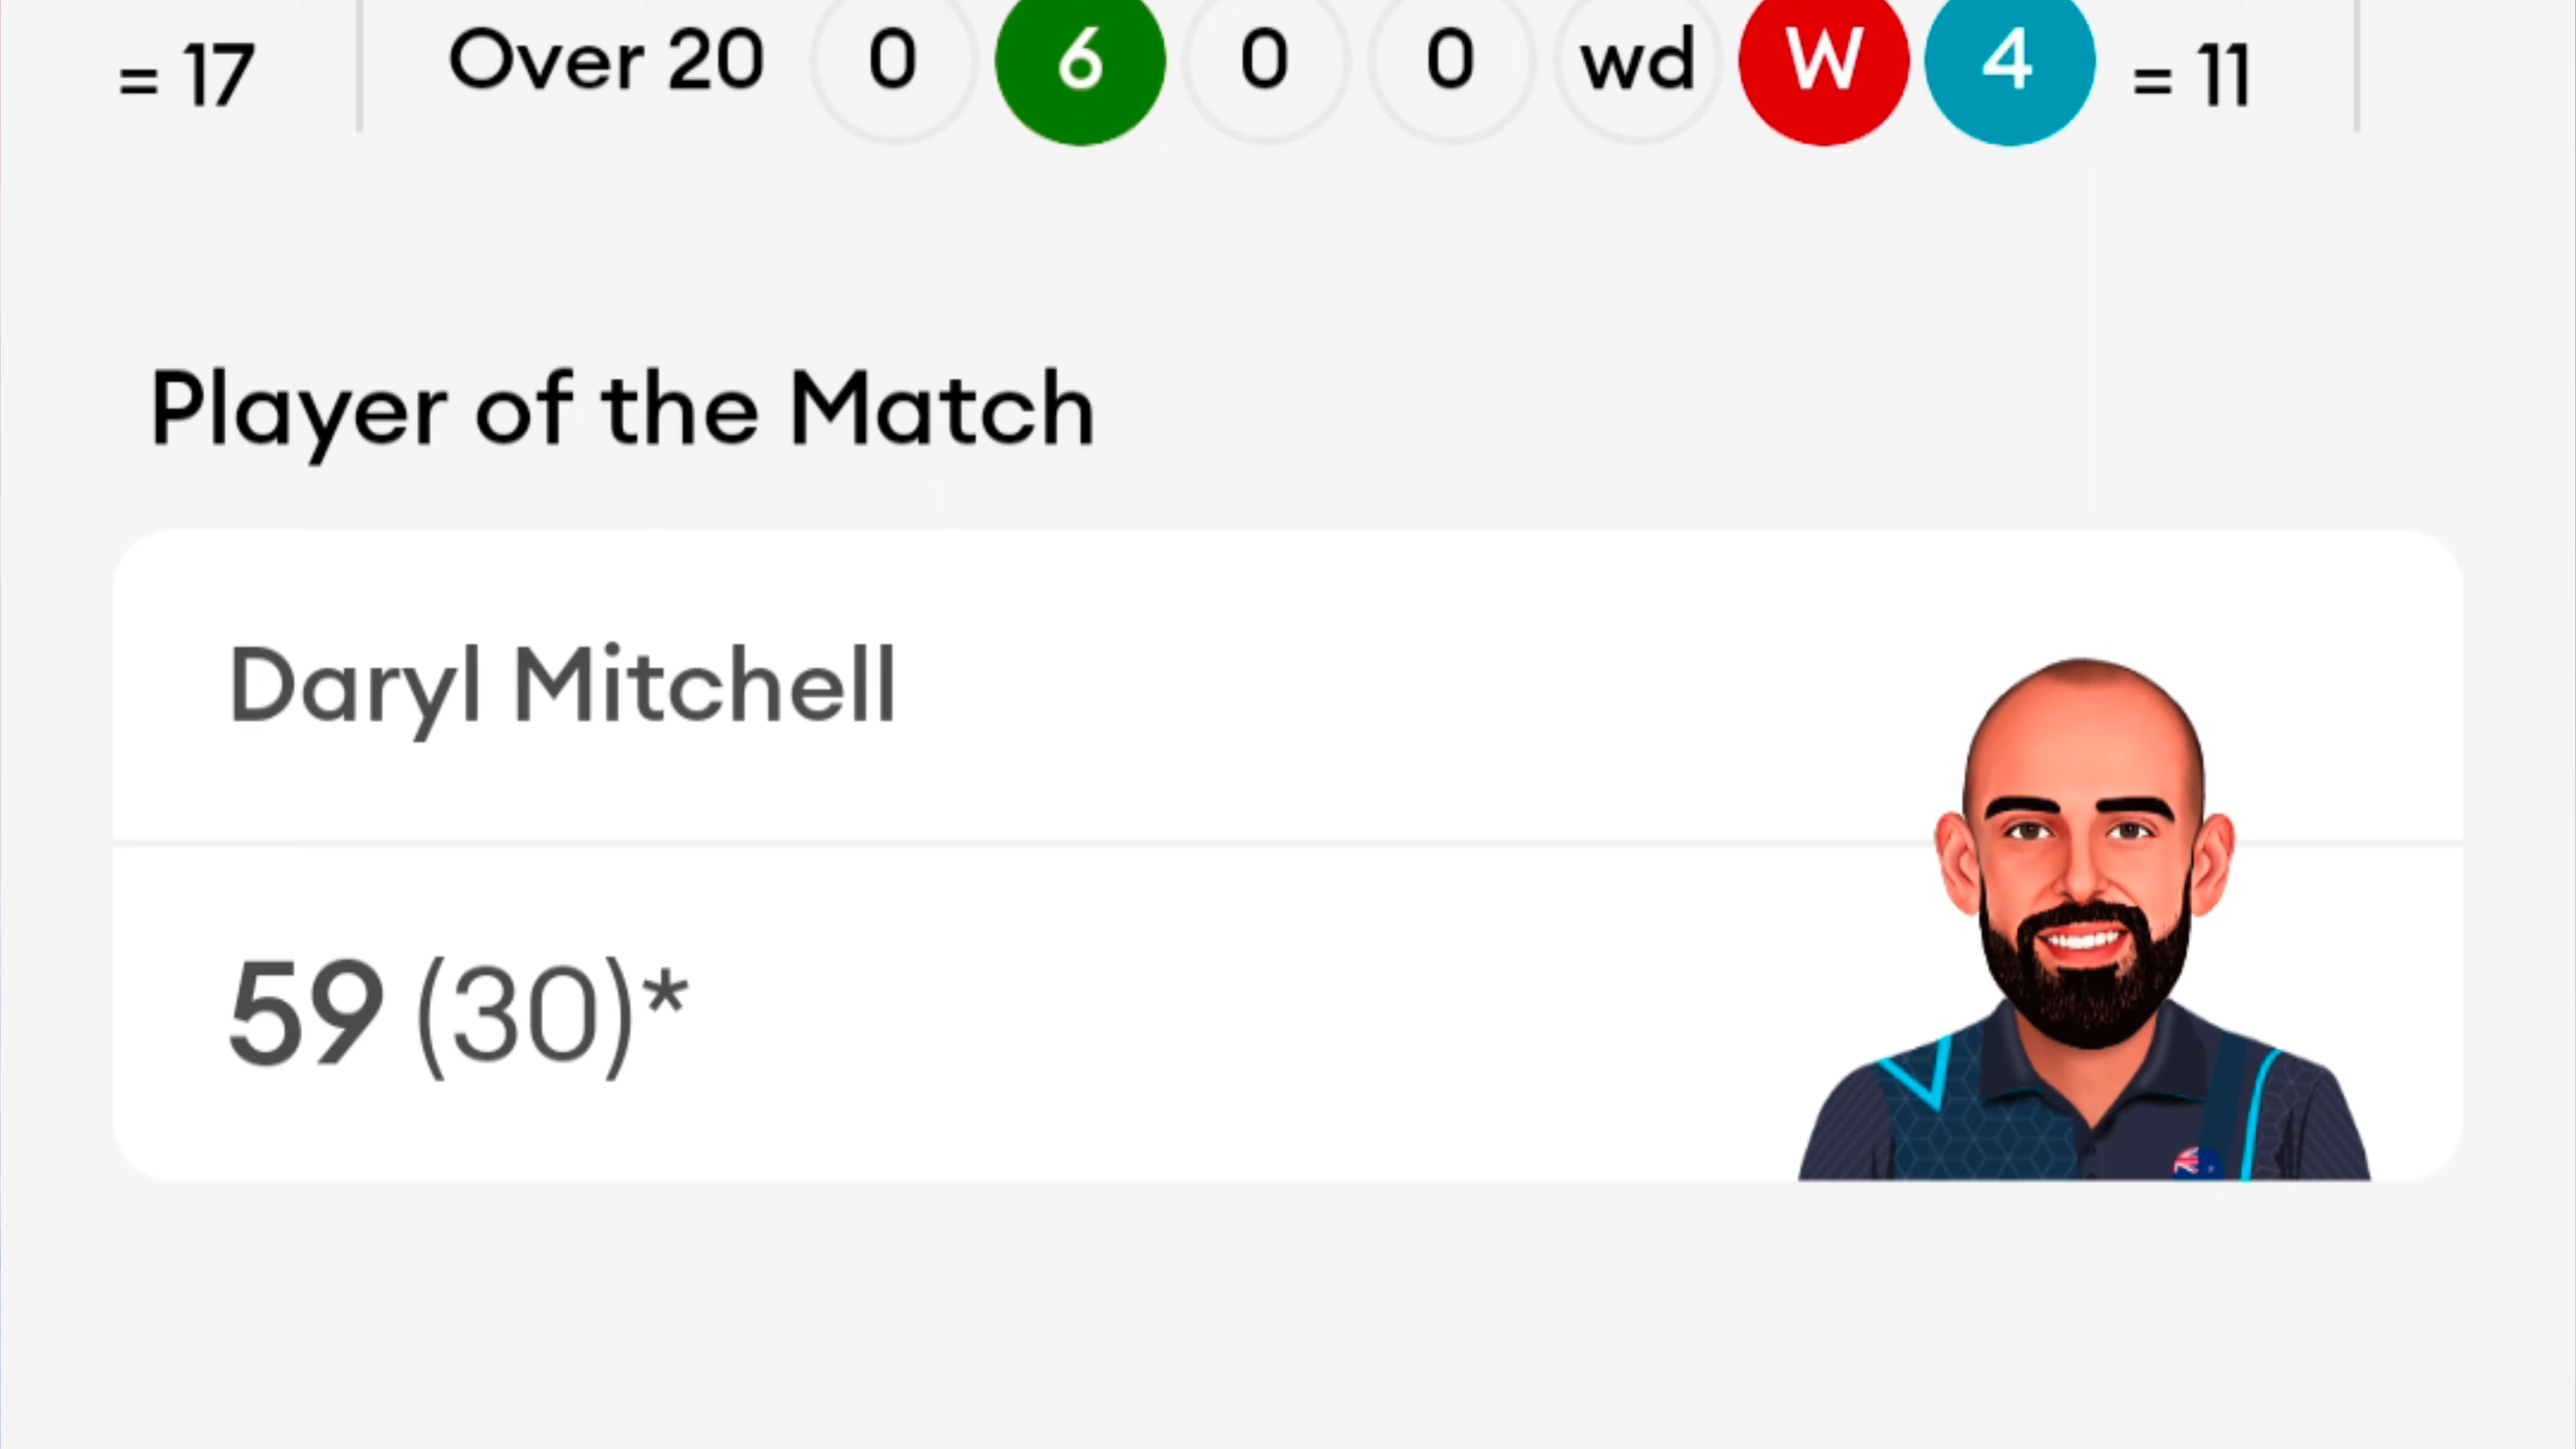 = 17 Over 20 0 6 0 0 wd W 4 = 11
Player of the Match
Daryl Mitchell
59 (30)*